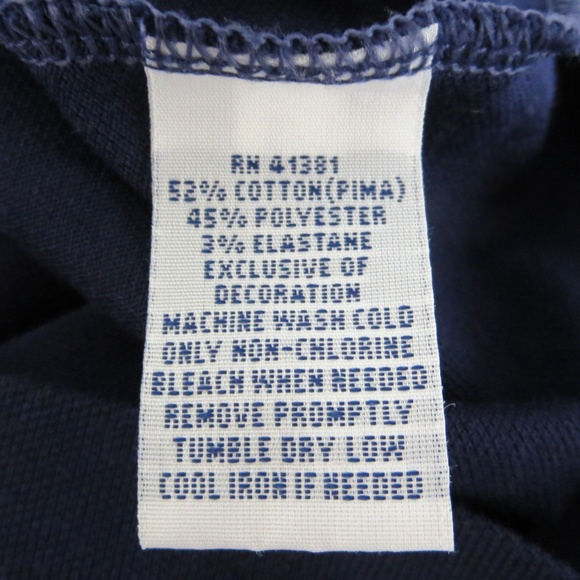 RN 41381
52% COTTON(PIMA)
45% POLYESTER
3% ELASTANE
EXCLUSIVE OF
DECORATION
MACHINE WASH COLD
ONLY NON-CHLORINE
BLEACH WHEN NEEDED
REMOVE PROMPTLY
TUMBLE DRY LOW
COOL IRON IF NEEDED